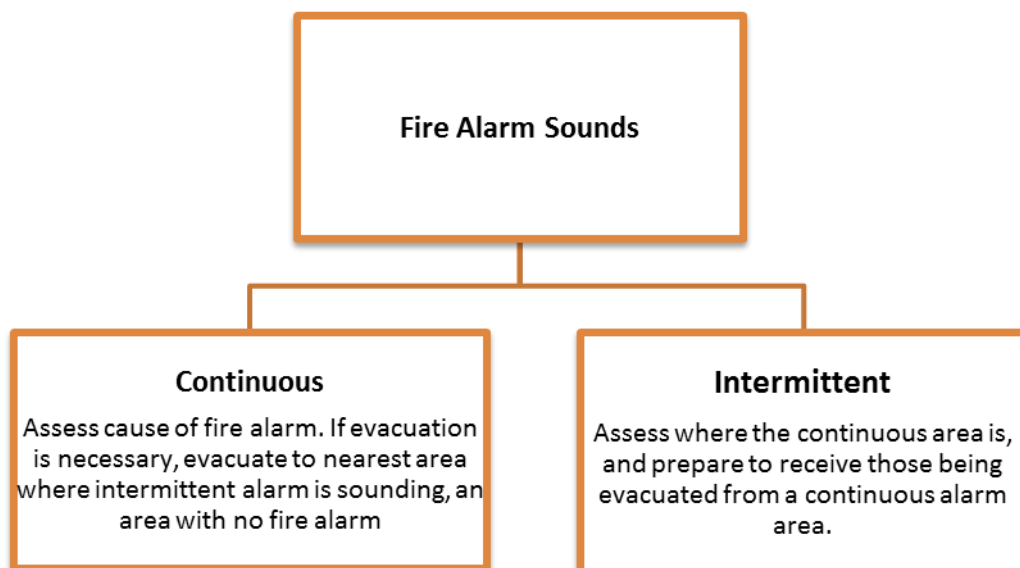 Fire Alarm Sounds
Continuous
Assess cause of fire alarm. If evacuation
is necessary, evacuate to nearest area
where intermittent alarm is sounding, an
area with no fire alarm
Intermittent
Assess where the continuous area is,
and prepare to receive those being
evacuated from a continuous alarm
area.